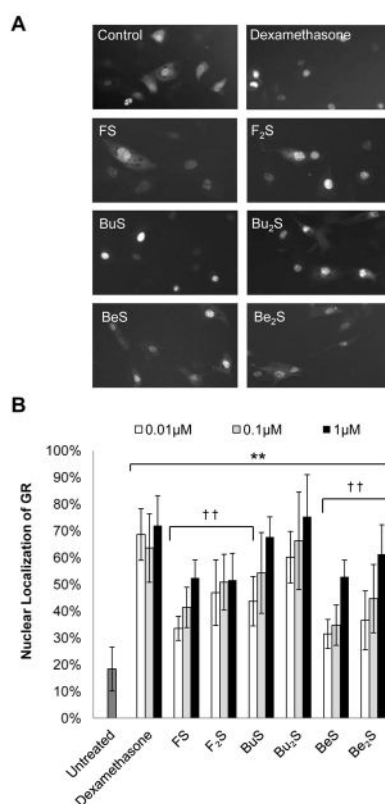 A
Control
Dexamethasone
FS
F₂S
BuS
Bu₂S
BeS
Be₂S
B
0.01µM 0.1µM 1µM
**
††
††
Nuclear Localization of GR
100%
90%
80%
70%
60%
50%
40%
30%
20%
10%
0%
Untreated
Dexamethasone
FS
F₂S
BuS
Bu₂S
BeS
Be₂S